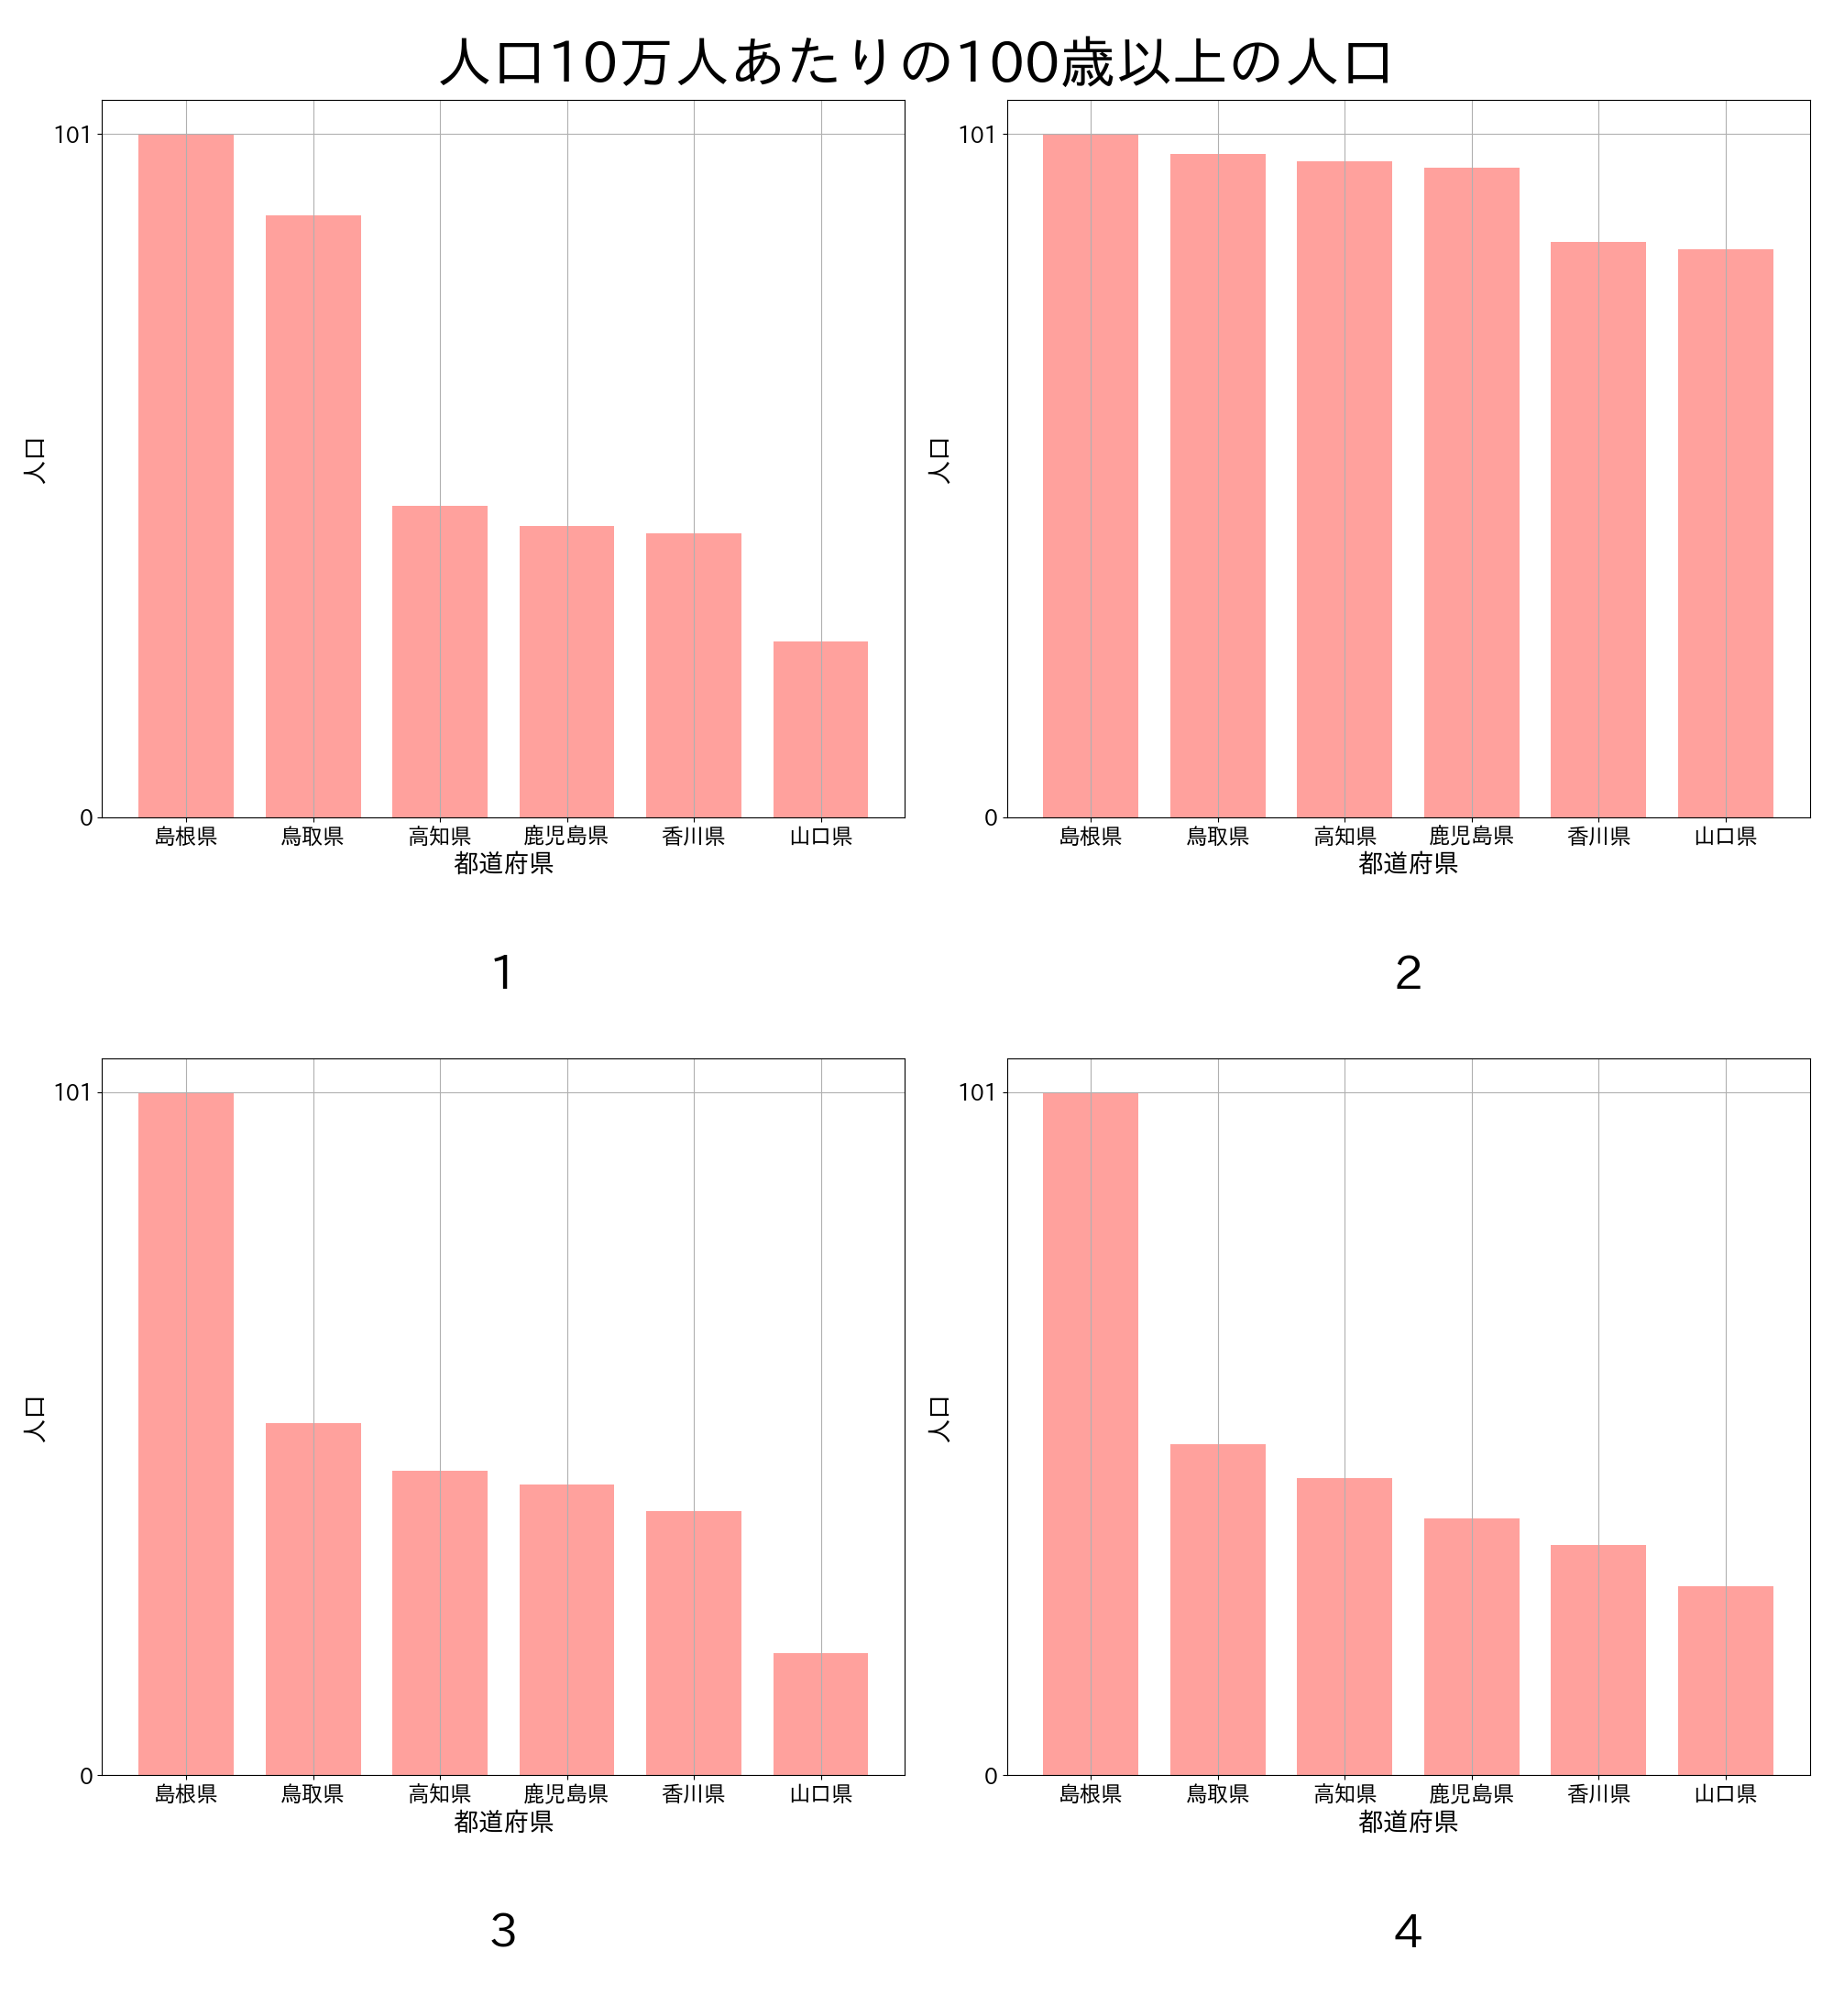 人口10万人あたりの100歳以上の人口
101
人口
0
島根県 鳥取県 高知県 鹿児島県 香川県 山口県
都道府県
1
101
人口
0
島根県 鳥取県 高知県 鹿児島県 香川県 山口県
都道府県
2
101
人口
0
島根県 鳥取県 高知県 鹿児島県 香川県 山口県
都道府県
3
101
人口
0
島根県 鳥取県 高知県 鹿児島県 香川県 山口県
都道府県
4